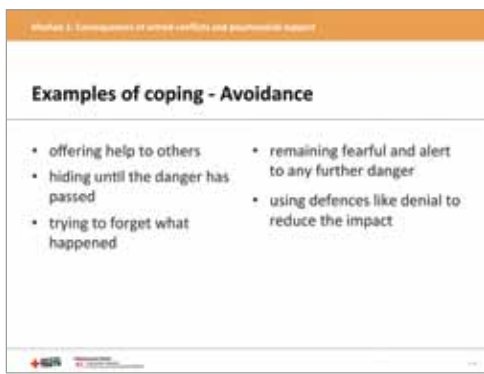 Module 2: Consequences of armed conflicts and psychosocial support
Examples of coping - Avoidance
• offering help to others
• hiding until the danger has
passed
• trying to forget what
happened
• remaining fearful and alert
to any further danger
• using defences like denial to
reduce the impact